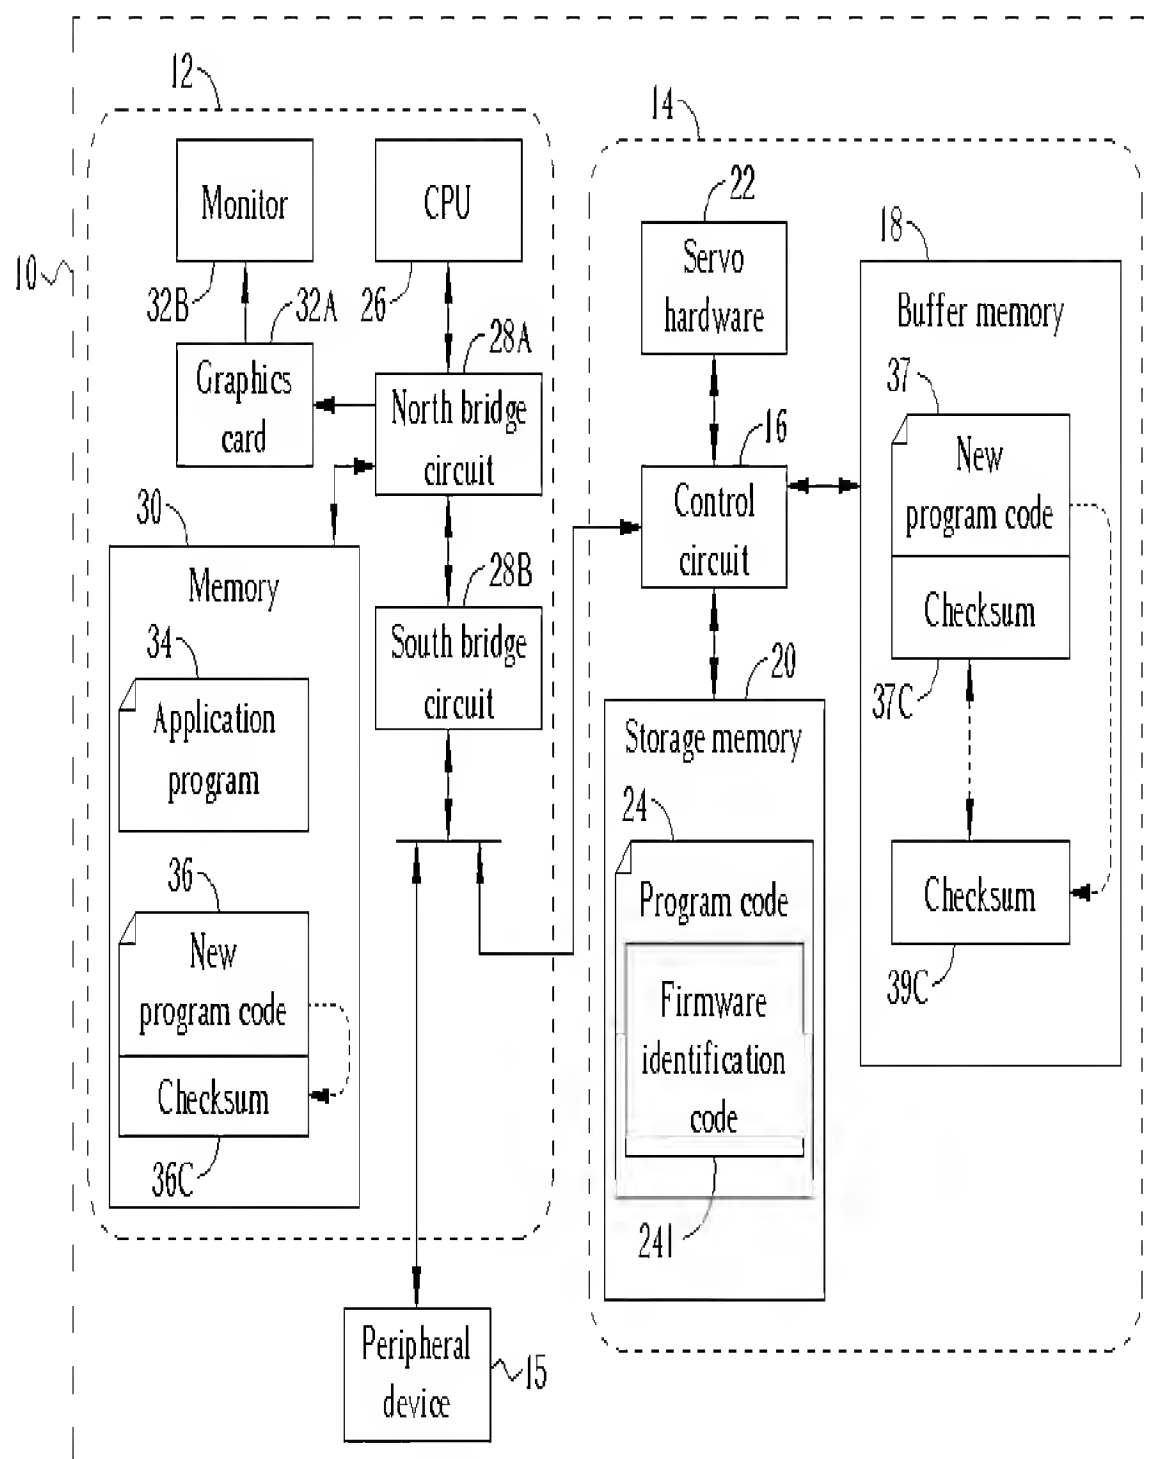 12
14
10
Monitor
CPU
32B
32A
26
28A
Graphics
card
North bridge
circuit
30
Memory
28B
34
South bridge
circuit
Application
program
36
New
program code
Checksum
36C
Peripheral
device
15
22
Servo
hardware
16
Control
circuit
20
Storage memory
24
Program code
Firmware
identification
code
24I
18
Buffer memory
37
New
program code
Checksum
37C
Checksum
39C